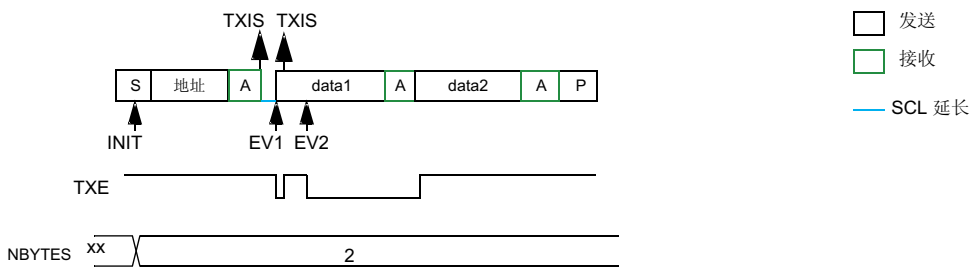 TXIS TXIS
发送
接收
S 地址 A data1 A data2 A P
SCL 延长
INIT EV1 EV2
TXE
NBYTES xx 2